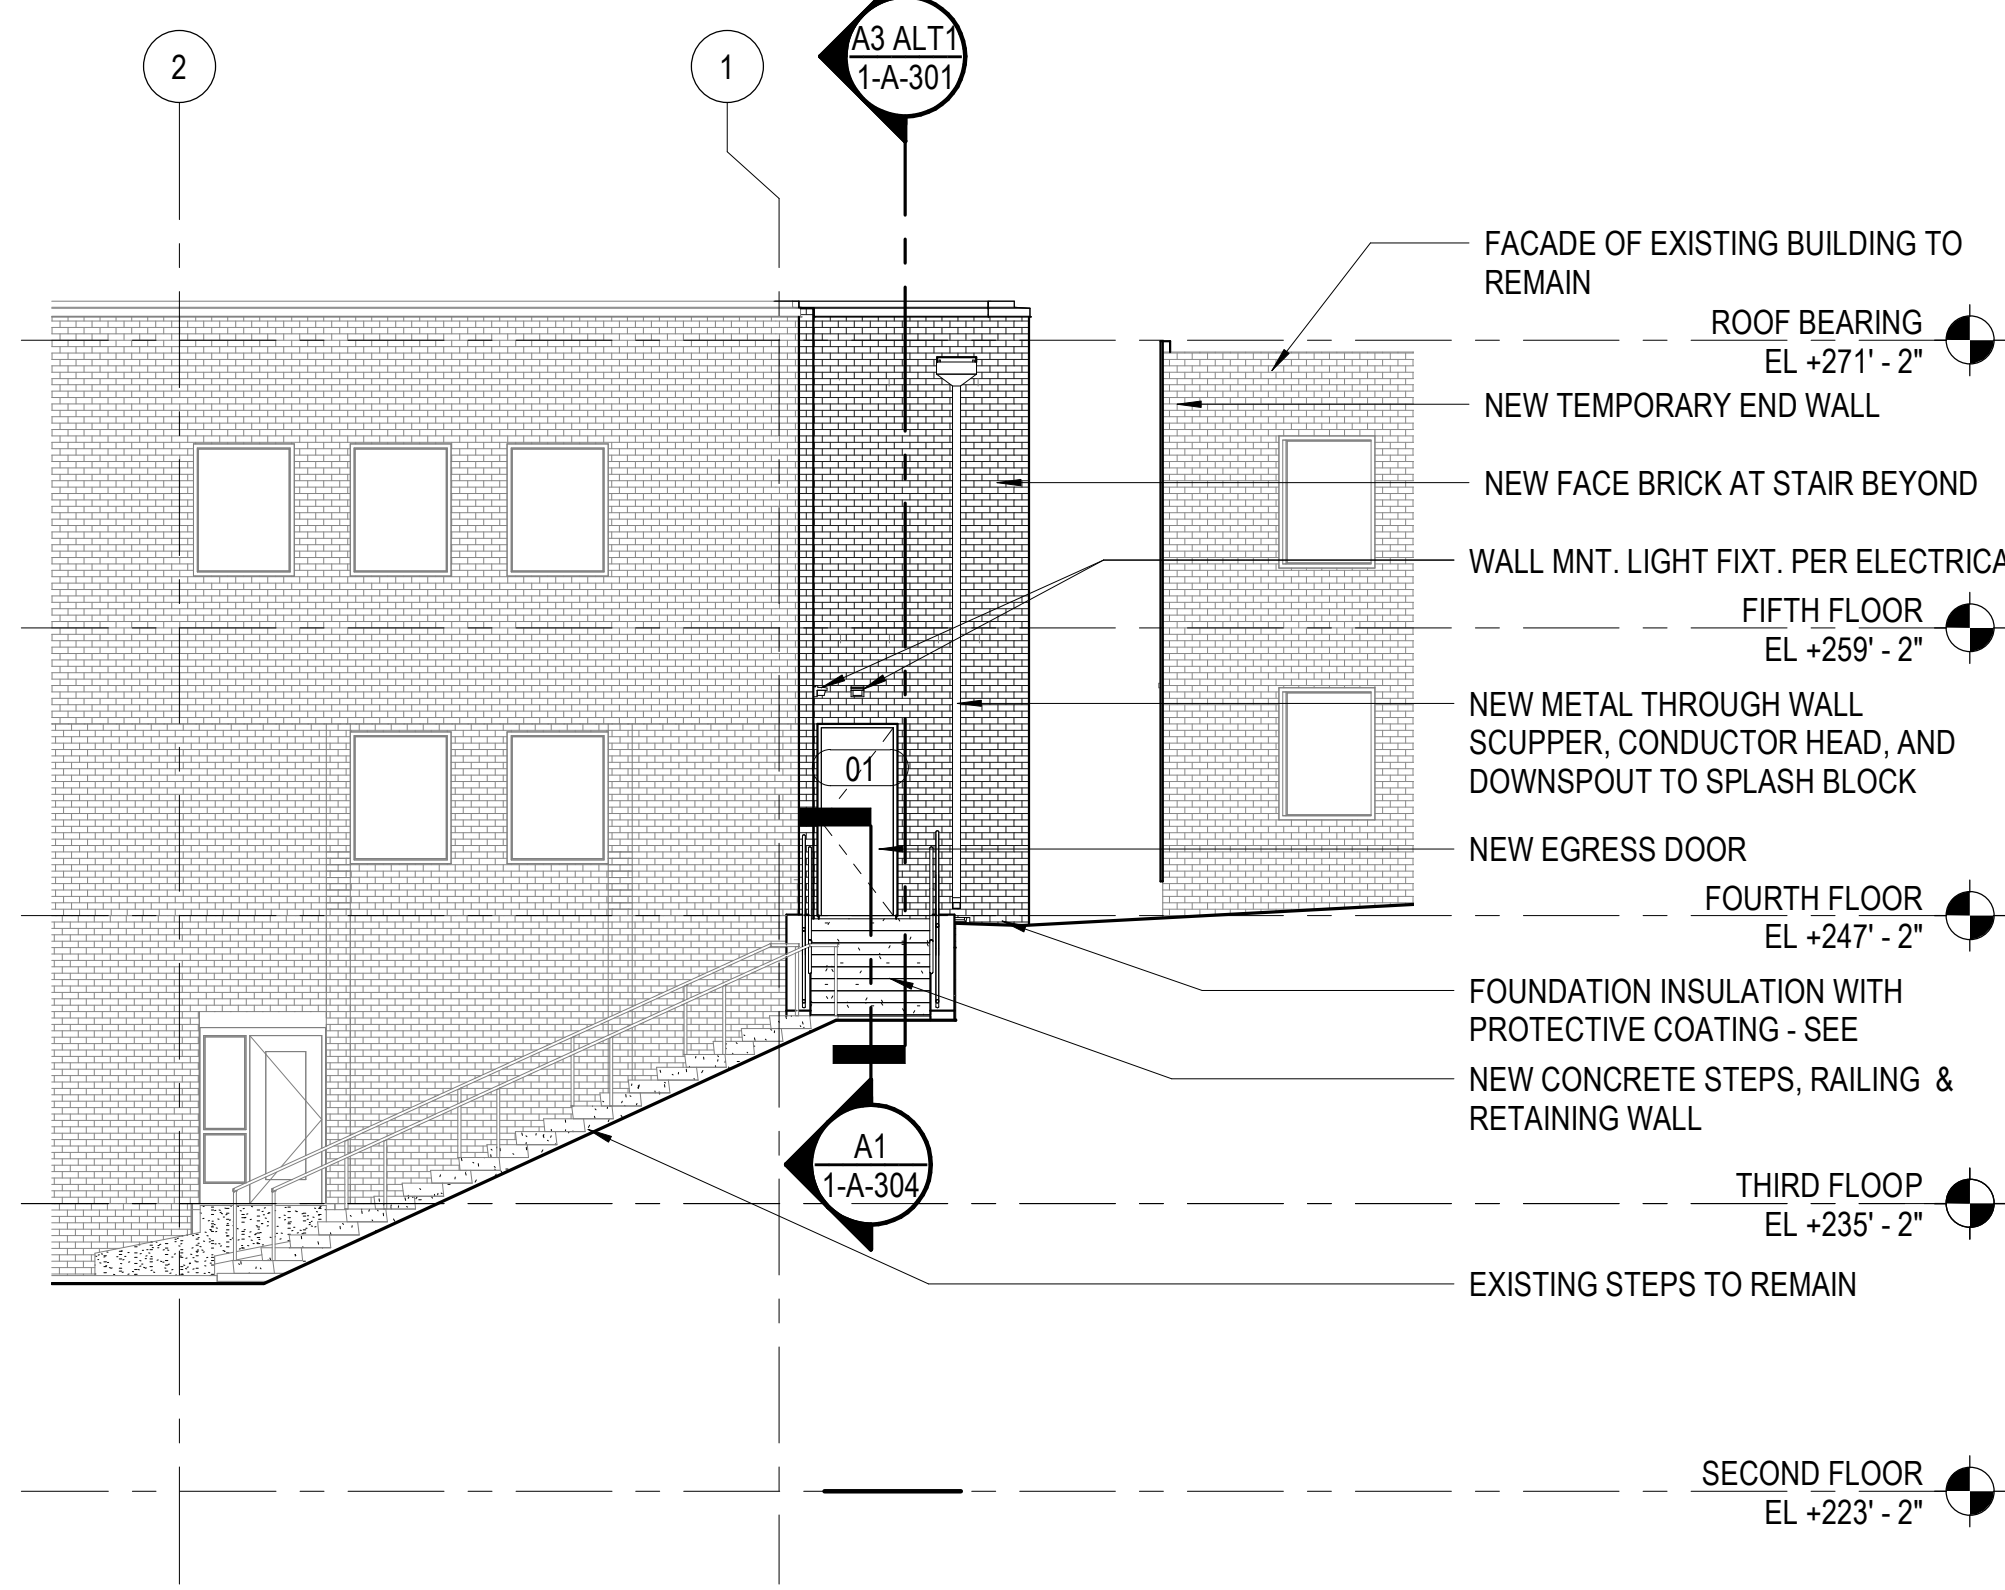 A3 ALT1
1-A-301
2
1
FACADE OF EXISTING BUILDING TO
REMAIN
ROOF BEARING
EL +271' - 2"
NEW TEMPORARY END WALL
NEW FACE BRICK AT STAIR BEYOND
WALL MNT. LIGHT FIXT. PER ELECTRICA
FIFTH FLOOR
EL +259' - 2"
NEW METAL THROUGH WALL
SCUPPER, CONDUCTOR HEAD, AND
DOWNSPOUT TO SPLASH BLOCK
01
NEW EGRESS DOOR
FOURTH FLOOR
EL +247' - 2"
FOUNDATION INSULATION WITH
PROTECTIVE COATING - SEE
NEW CONCRETE STEPS, RAILING &
RETAINING WALL
A1
1-A-304
THIRD FLOOP
EL +235' - 2"
EXISTING STEPS TO REMAIN
SECOND FLOOR
EL +223' - 2"